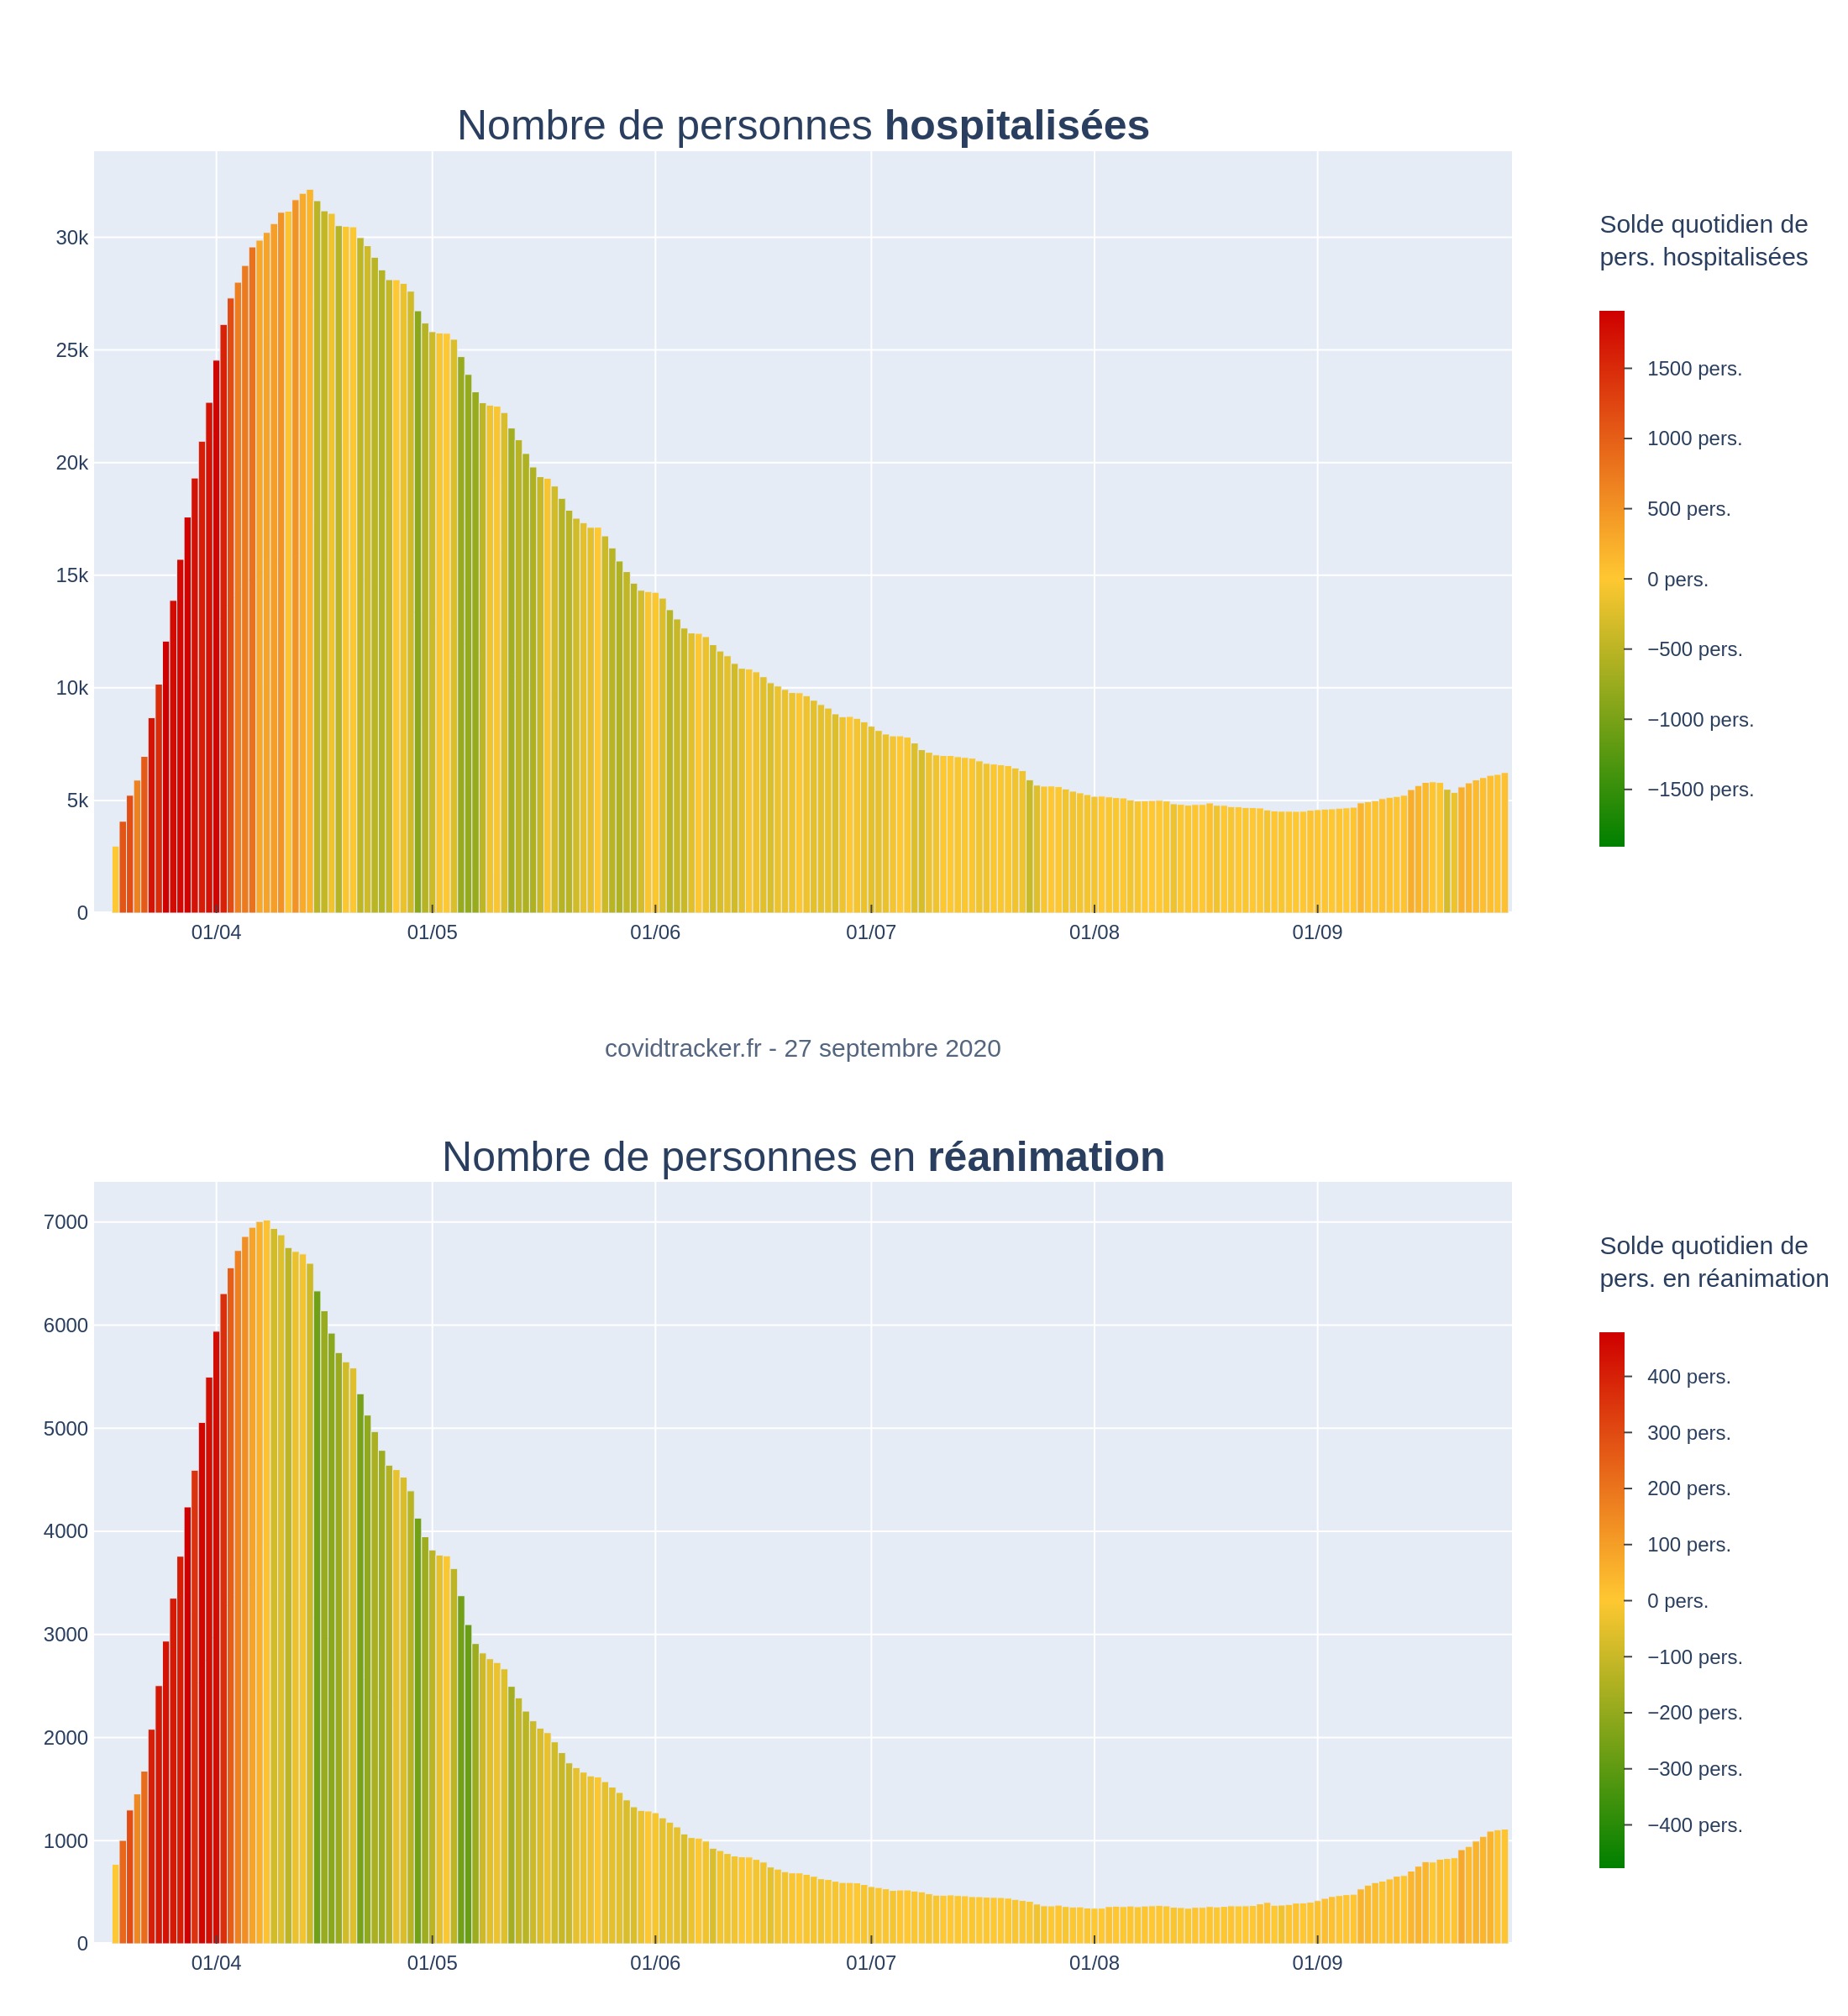 Nombre de personnes hospitalisées
30k
25k
20k
15k
10k
5k
0
01/04 01/05 01/06 01/07 01/08 01/09
Solde quotidien de
pers. hospitalisées
1500 pers.
1000 pers.
500 pers.
0 pers.
−500 pers.
−1000 pers.
−1500 pers.
covidtracker.fr - 27 septembre 2020
Nombre de personnes en réanimation
7000
6000
5000
4000
3000
2000
1000
0
01/04 01/05 01/06 01/07 01/08 01/09
Solde quotidien de
pers. en réanimation
400 pers.
300 pers.
200 pers.
100 pers.
0 pers.
−100 pers.
−200 pers.
−300 pers.
−400 pers.